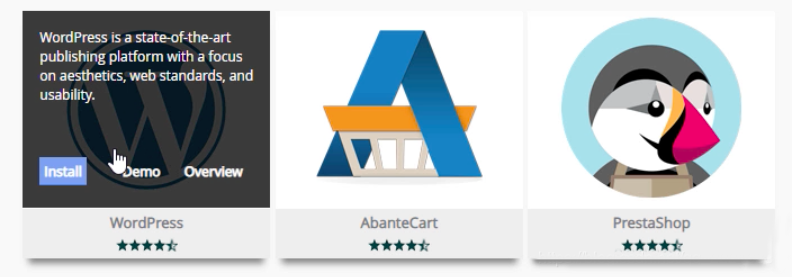 WordPress is a state-of-the-art
publishing platform with a focus
on aesthetics, web standards, and
usability.
Install Demo Overview
WordPress AbanteCart PrestaShop